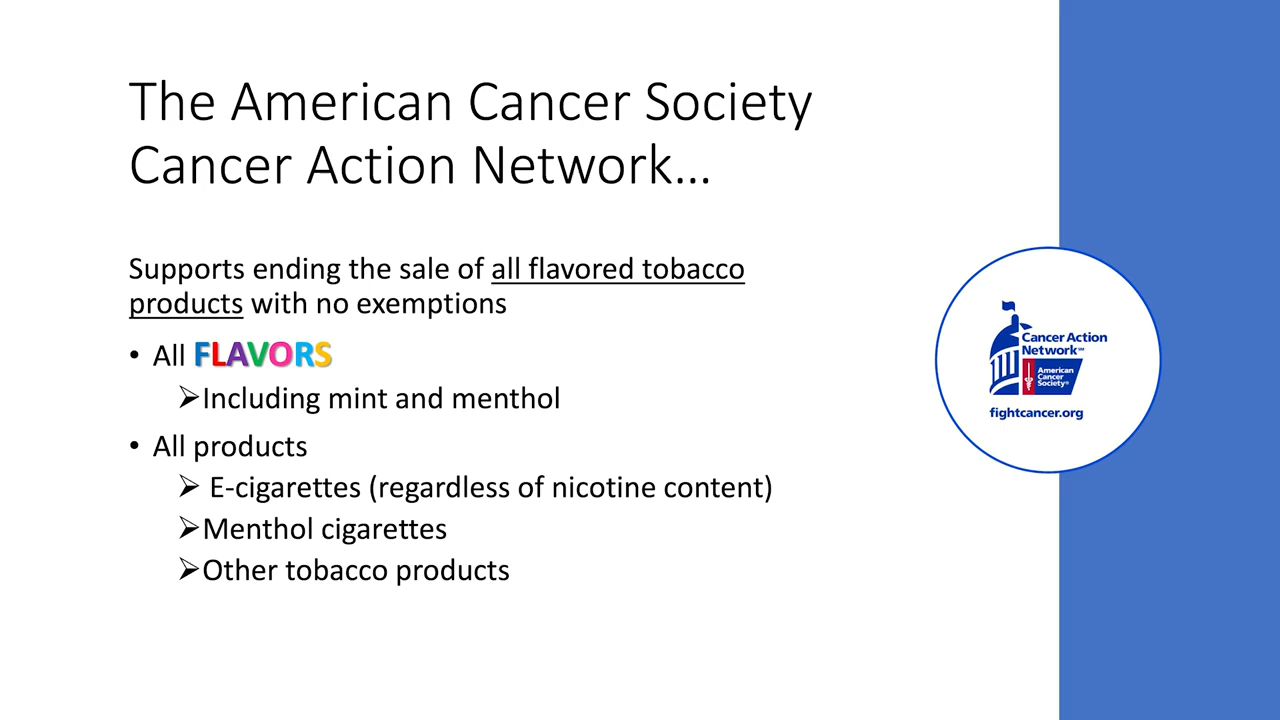 The American Cancer Society
Cancer Action Network…
Supports ending the sale of all flavored tobacco
products with no exemptions
• All FLAVORS
➢Including mint and menthol
• All products
➢ E-cigarettes (regardless of nicotine content)
➢Menthol cigarettes
➢Other tobacco products
Cancer Action
Network℠
American
Cancer
Society®
fightcancer.org